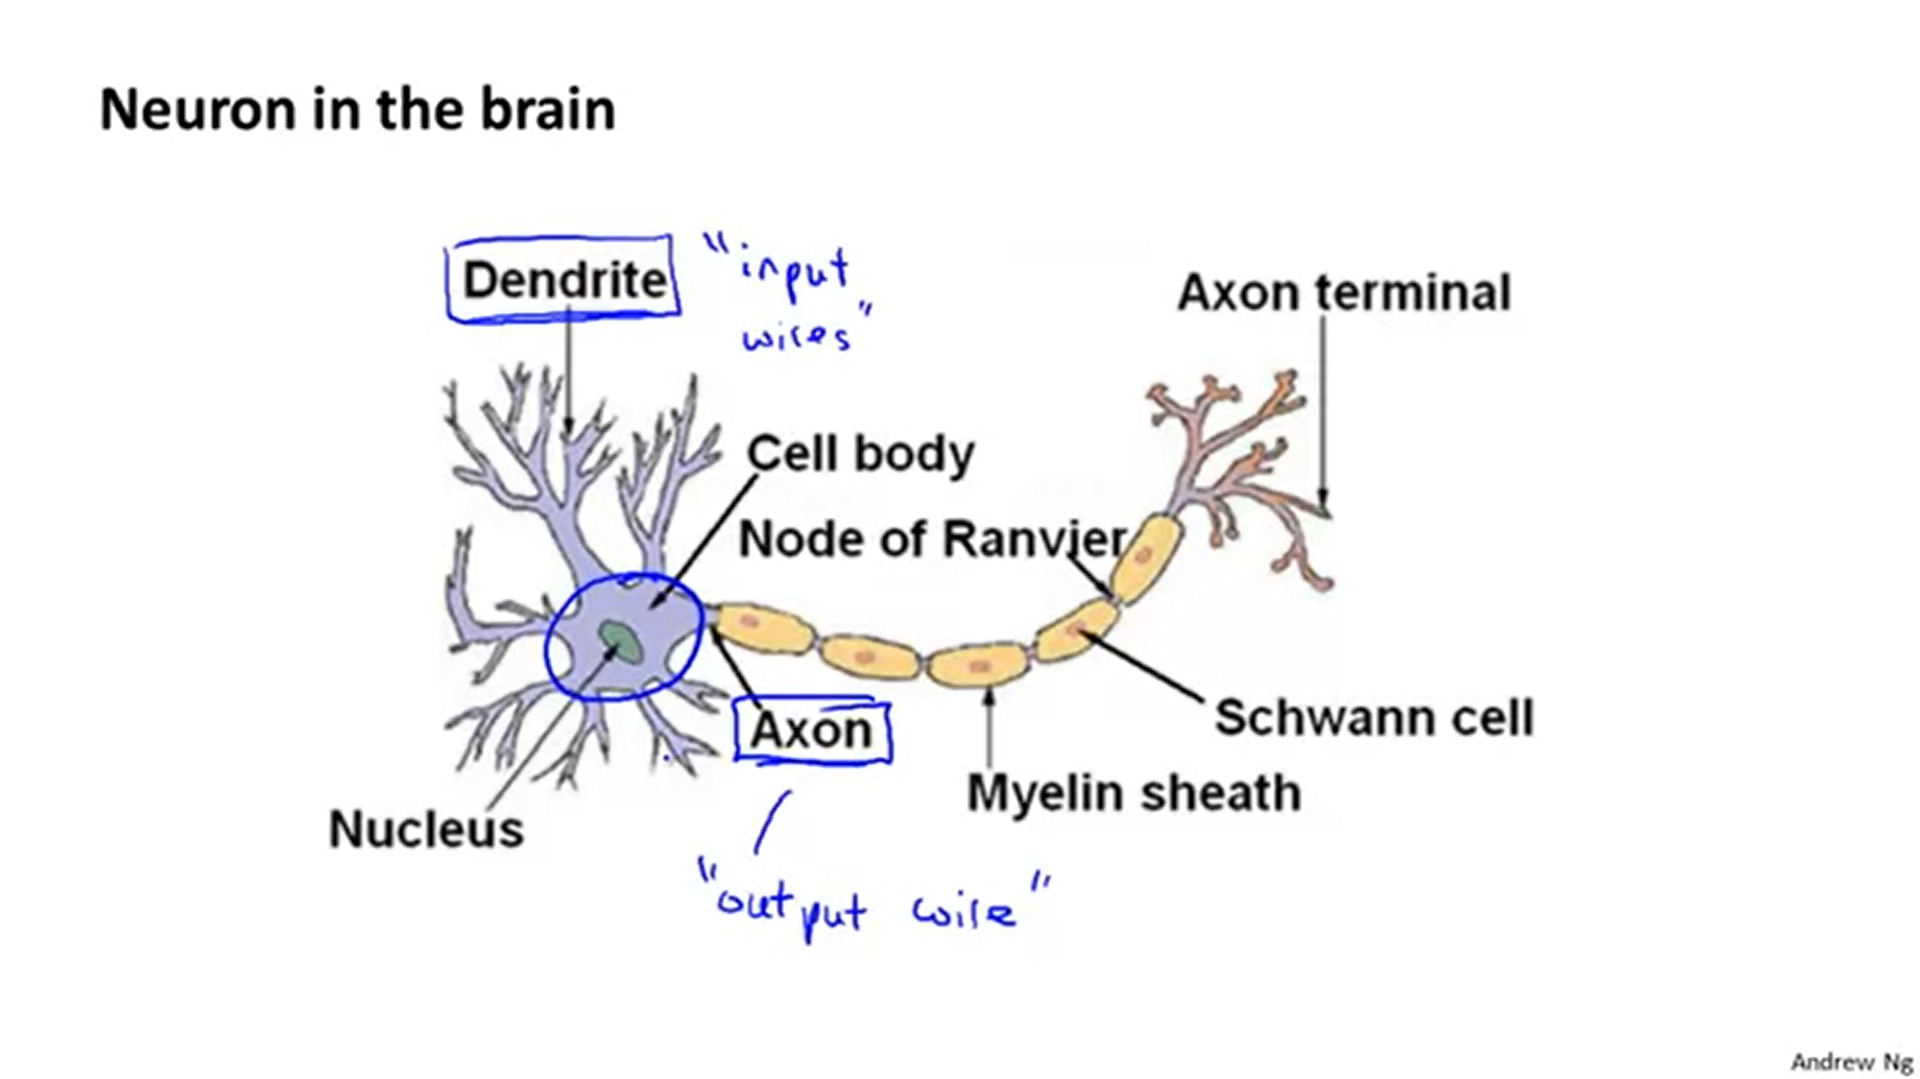 Neuron in the brain
Dendrite
"input
wires"
Axon terminal
Cell body
Node of Ranvier
Axon
Schwann cell
Myelin sheath
Nucleus
"output wire"
Andrew Ng